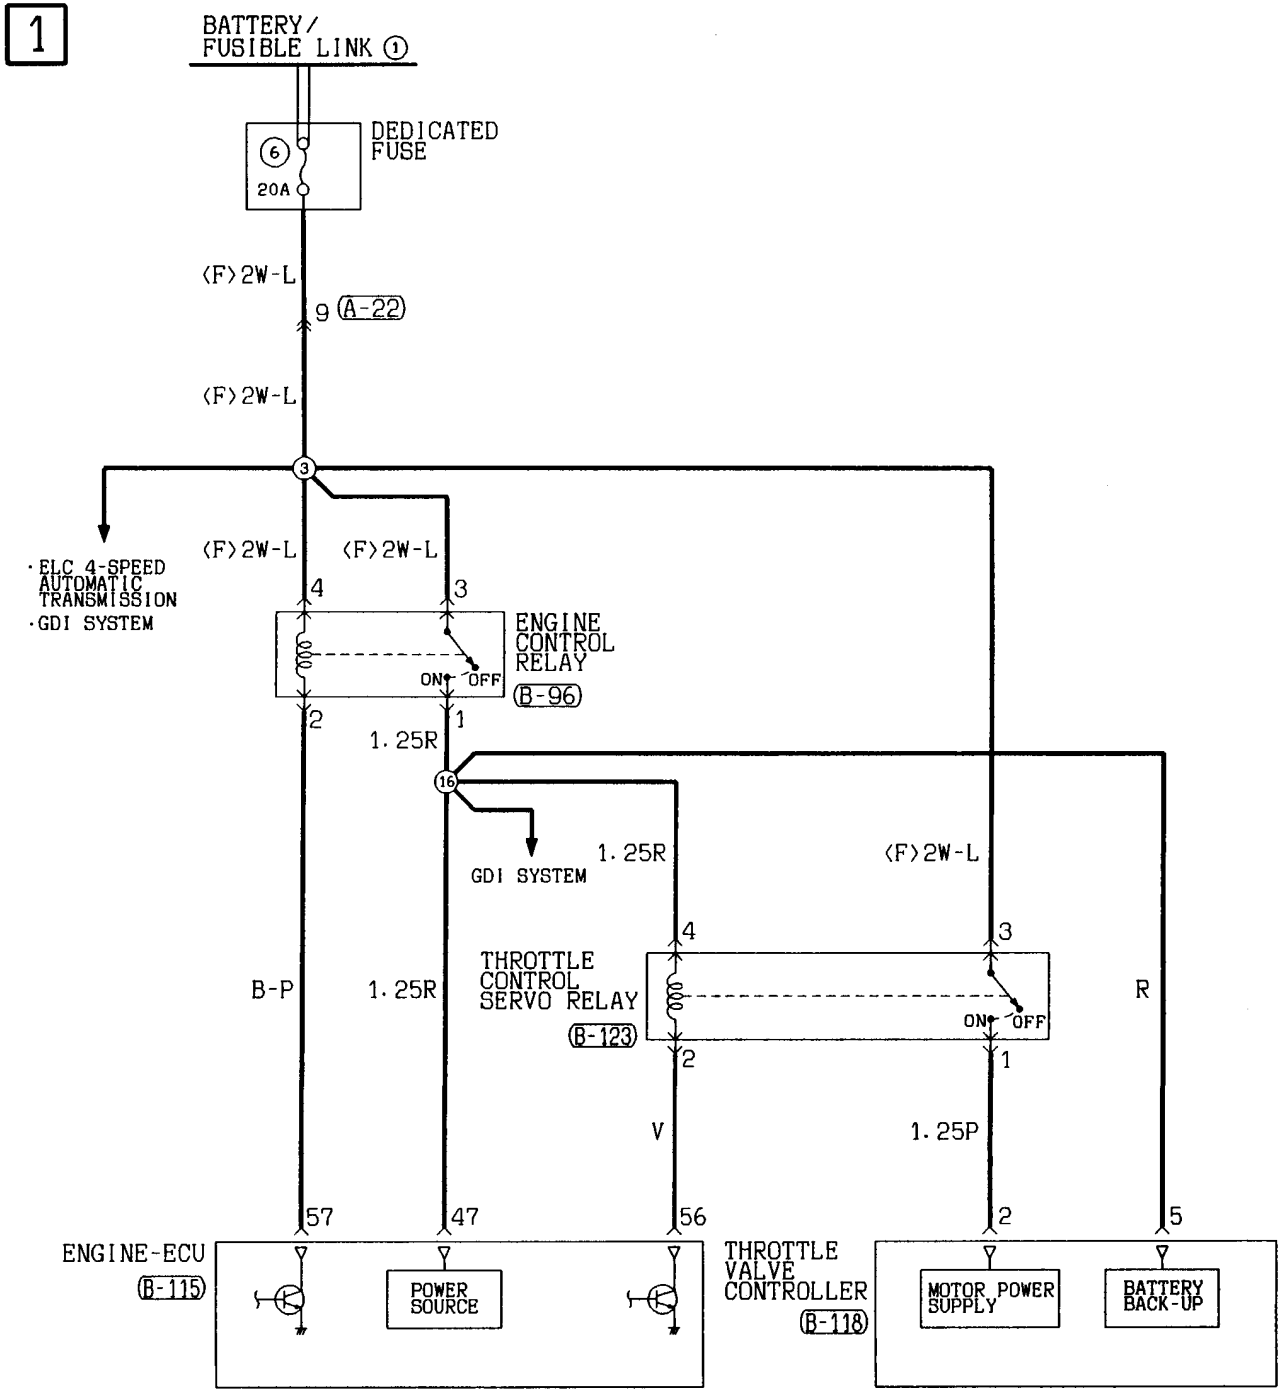 1
BATTERY/
FUSIBLE LINK ①
DEDICATED
FUSE
⑥
20A
〈F〉2W-L
9 (A-22)
〈F〉2W-L
③
〈F〉2W-L
〈F〉2W-L
·ELC 4-SPEED
AUTOMATIC
TRANSMISSION
·GDI SYSTEM
4
3
ENGINE
CONTROL
RELAY
ON
OFF
(B-96)
2
1
1.25R
⑯
1.25R
〈F〉2W-L
GDI SYSTEM
4
3
THROTTLE
CONTROL
SERVO RELAY
B-P
1.25R
R
ON
OFF
(B-123)
2
1
V
1.25P
57
47
56
2
5
ENGINE-ECU
(B-115)
POWER
SOURCE
THROTTLE
VALVE
CONTROLLER
(B-118)
MOTOR POWER
SUPPLY
BATTERY
BACK-UP